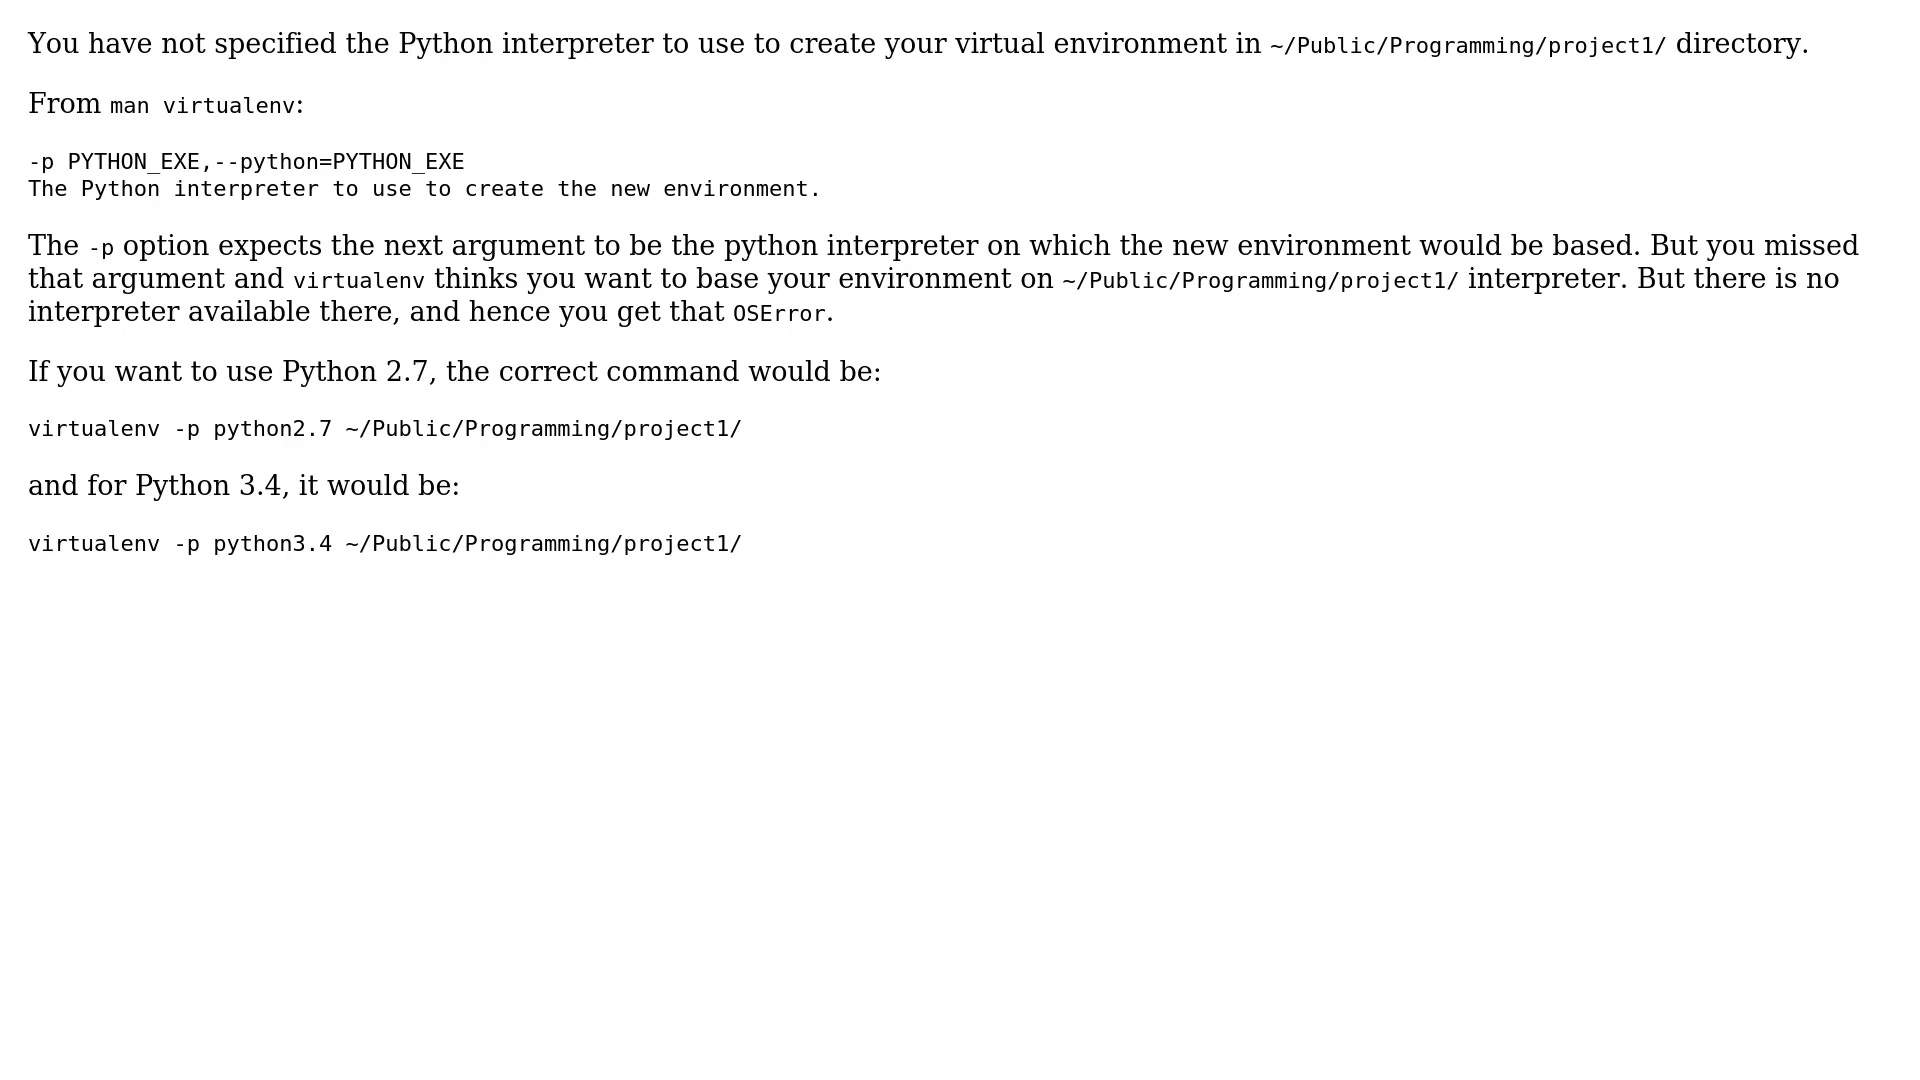 You have not specified the Python interpreter to use to create your virtual environment in ~/Public/Programming/project1/ directory.
From man virtualenv:
-p PYTHON_EXE,--python=PYTHON_EXE
The Python interpreter to use to create the new environment.
The -p option expects the next argument to be the python interpreter on which the new environment would be based. But you missed
that argument and virtualenv thinks you want to base your environment on ~/Public/Programming/project1/ interpreter. But there is no
interpreter available there, and hence you get that OSError.
If you want to use Python 2.7, the correct command would be:
virtualenv -p python2.7 ~/Public/Programming/project1/
and for Python 3.4, it would be:
virtualenv -p python3.4 ~/Public/Programming/project1/